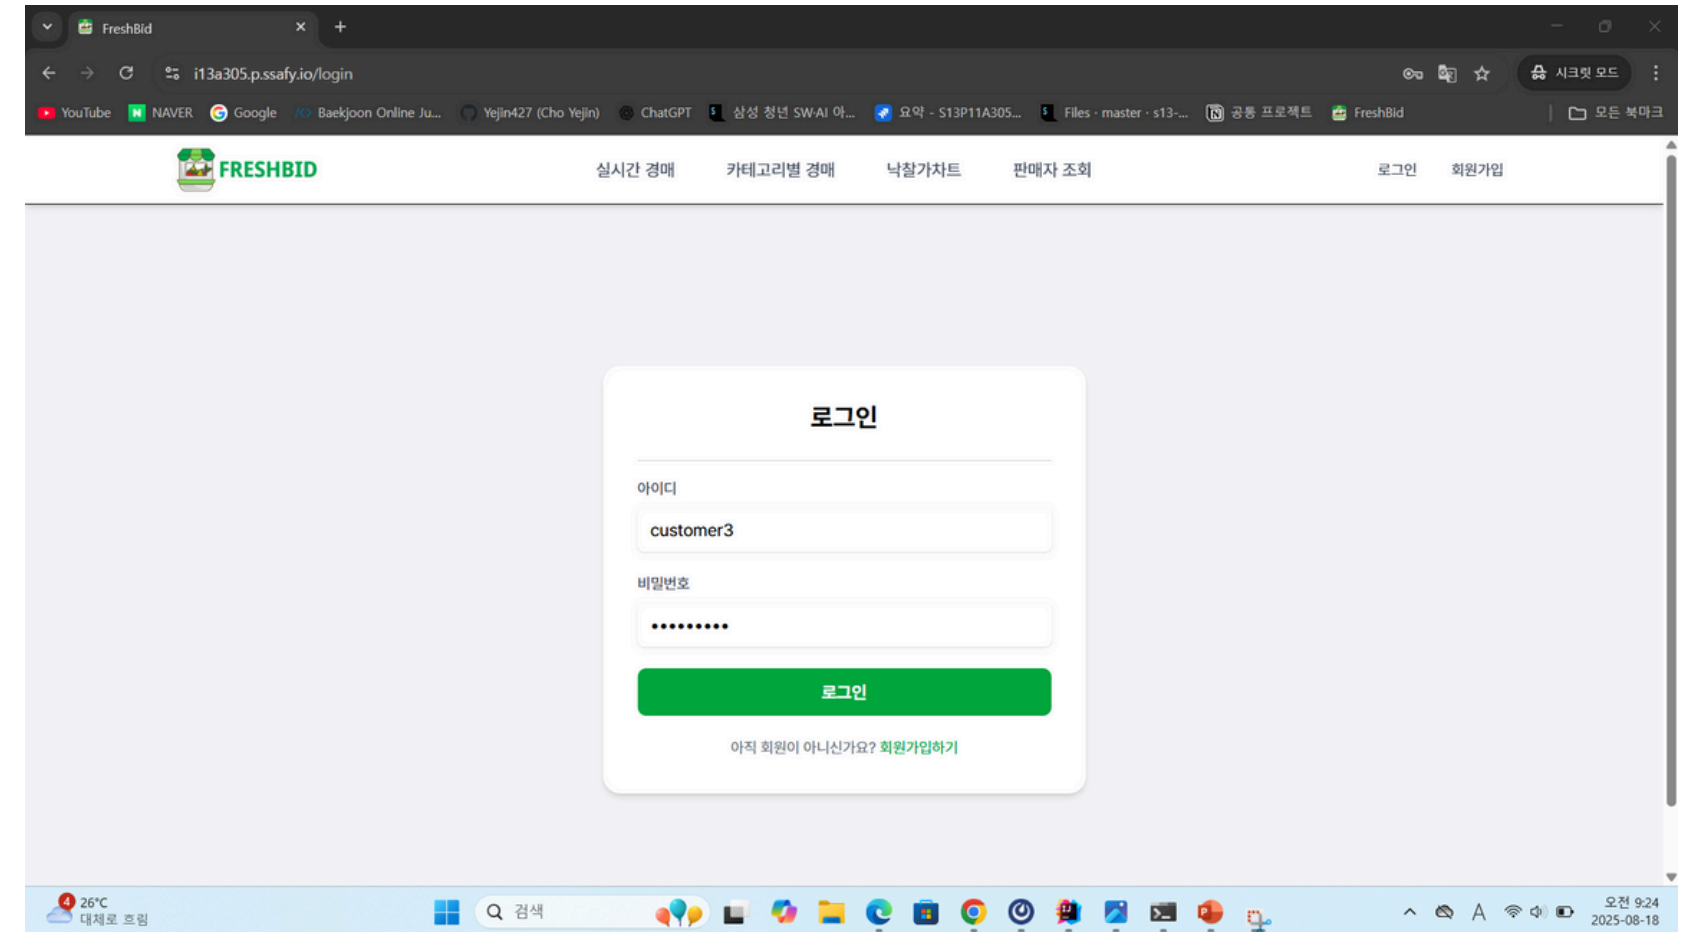 FreshBid
i13a305.p.ssafy.io/login
시크릿 모드
YouTube NAVER Google Baekjoon Online Ju... Yejin427 (Cho Yejin) ChatGPT 삼성 청년 SW·AI 아... 요약 - S13P11A305... Files · master · s13-... 공통 프로젝트 FreshBid 모든 북마크
FRESHBID 실시간 경매 카테고리별 경매 낙찰가차트 판매자 조회 로그인 회원가입
로그인
아이디
customer3
비밀번호
•••••••••
로그인
아직 회원이 아니신가요? 회원가입하기
4 26°C
대체로 흐림
검색
A
오전 9:24
2025-08-18